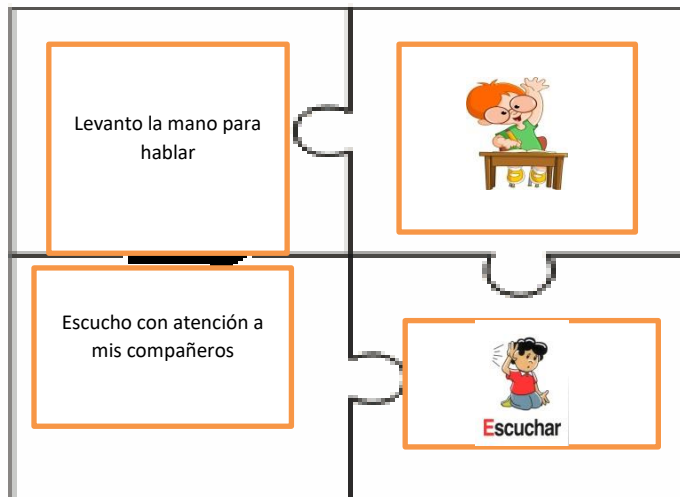 Levanto la mano para
hablar
Escucho con atención a
mis compañeros
Escuchar